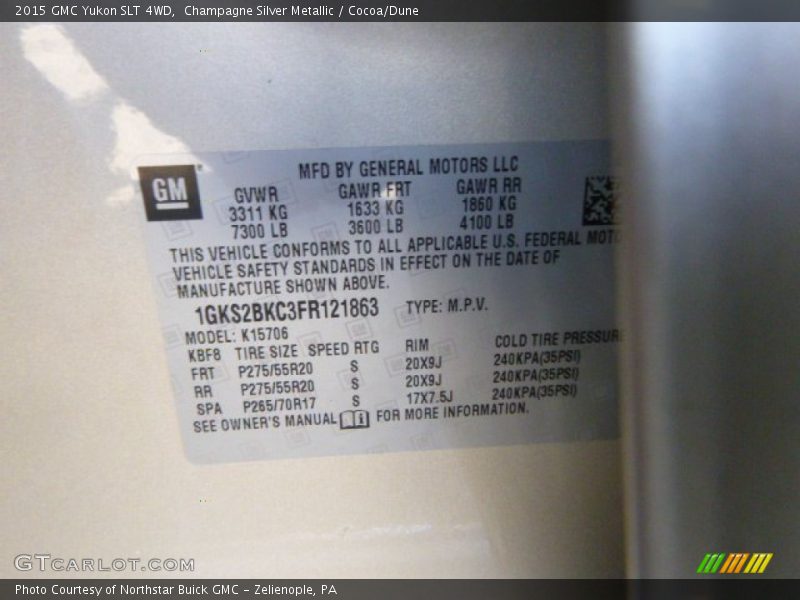 2015 GMC Yukon SLT 4WD, Champagne Silver Metallic / Cocoa/Dune
GM
MFD BY GENERAL MOTORS LLC
GVWR GAWR FRT GAWR RR
3311 KG 1633 KG 1860 KG
7300 LB 3600 LB 4100 LB
THIS VEHICLE CONFORMS TO ALL APPLICABLE U.S. FEDERAL MOTO
VEHICLE SAFETY STANDARDS IN EFFECT ON THE DATE OF
MANUFACTURE SHOWN ABOVE.
1GKS2BKC3FR121863 TYPE: M.P.V.
MODEL: K15706
KBF8 TIRE SIZE SPEED RTG RIM COLD TIRE PRESSURE
FRT P275/55R20 S 20X9J 240KPA(35PSI)
RR P275/55R20 S 20X9J 240KPA(35PSI)
SPA P265/70R17 S 17X7.5J 240KPA(35PSI)
SEE OWNER'S MANUAL FOR MORE INFORMATION.
GTCARLOT.COM
Photo Courtesy of Northstar Buick GMC - Zelienople, PA